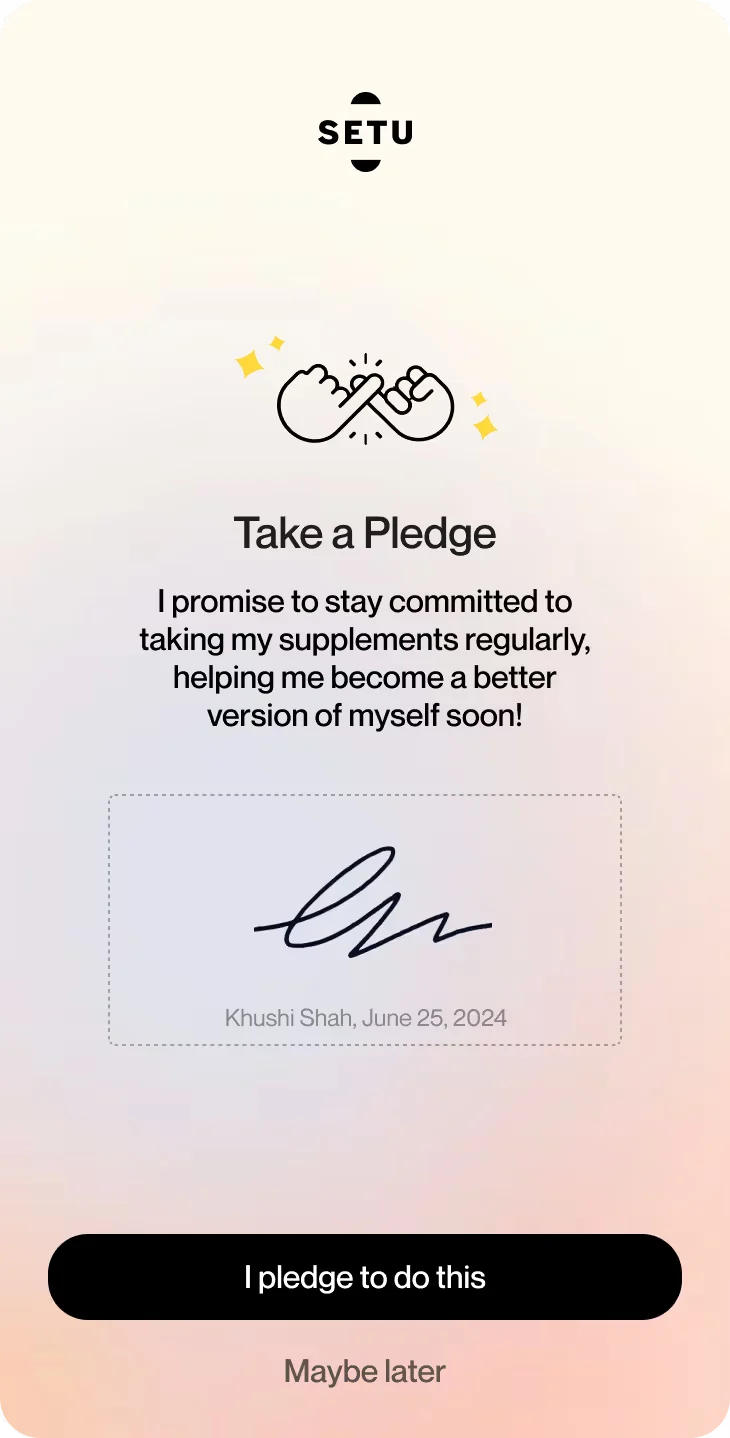 SETU
Take a Pledge
I promise to stay committed to
taking my supplements regularly,
helping me become a better
version of myself soon!
Khushi Shah, June 25, 2024
I pledge to do this
Maybe later